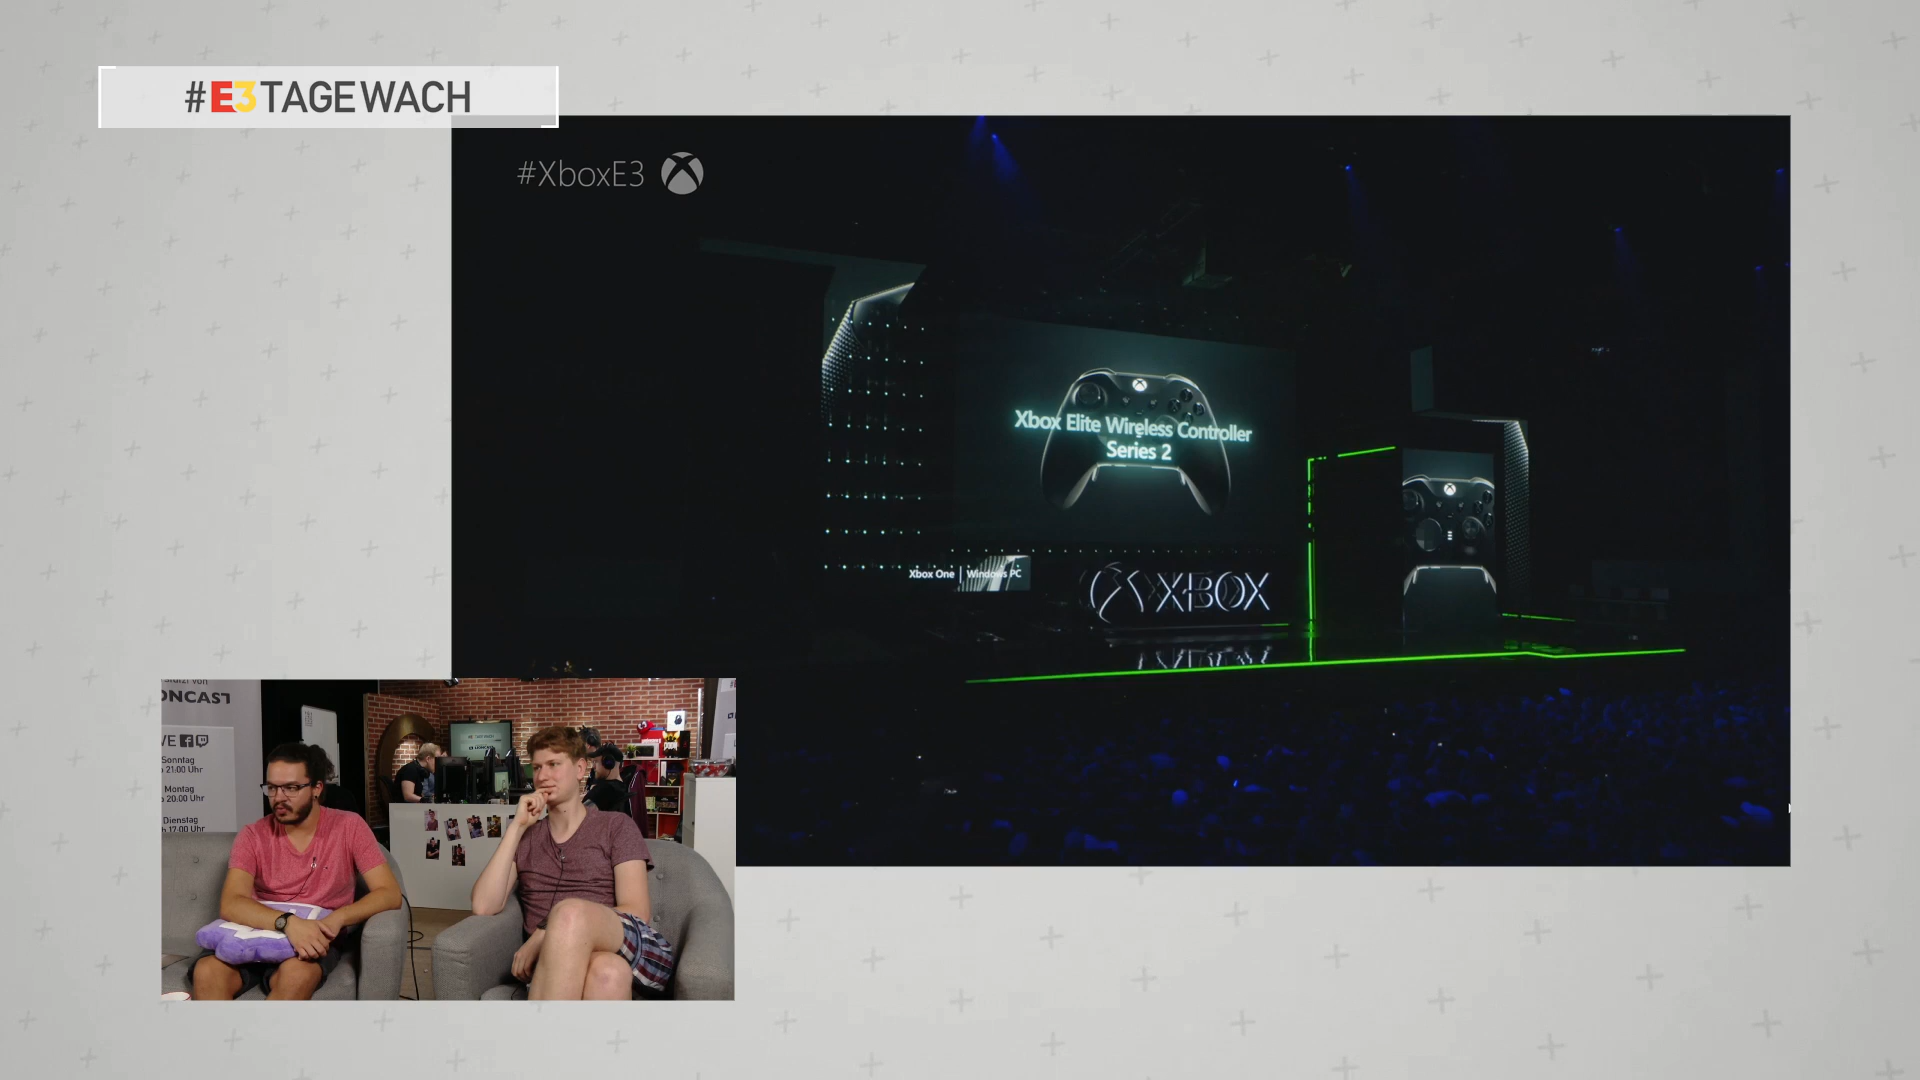 #E3TAGEWACH
#XboxE3
Xbox Elite Wireless Controller
Series 2
Xbox One | Windows PC
XBOX
ONCAST
VE
Sonntag
21:00 Uhr
Montag
20:00 Uhr
Dienstag
17:00 Uhr